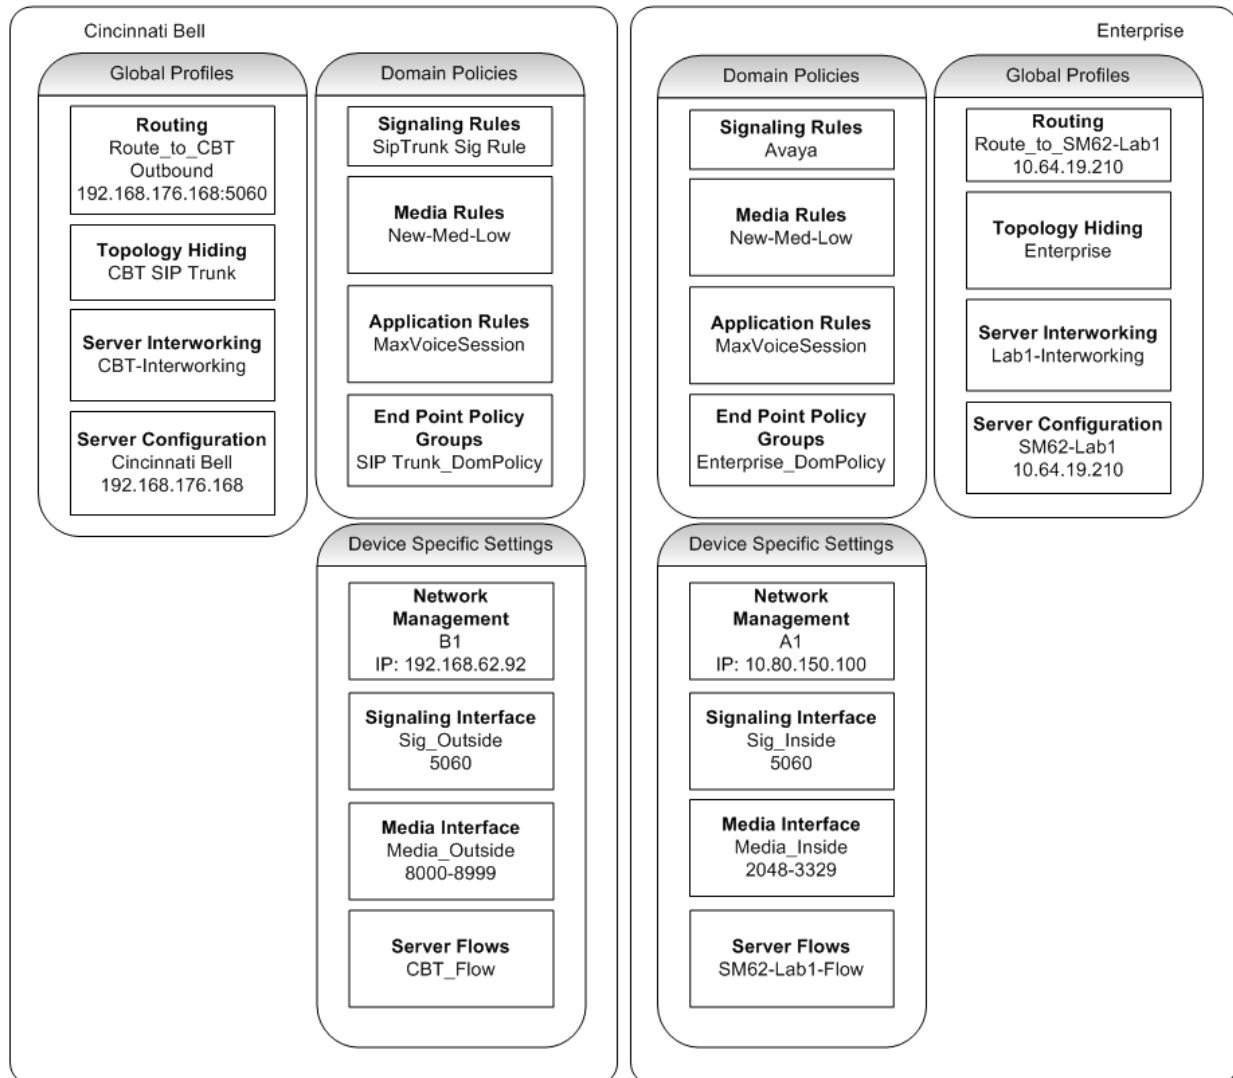 Cincinnati Bell
Global Profiles
Routing
Route_to_CBT
Outbound
192.168.176.168:5060
Topology Hiding
CBT SIP Trunk
Server Interworking
CBT-Interworking
Server Configuration
Cincinnati Bell
192.168.176.168
Domain Policies
Signaling Rules
SipTrunk Sig Rule
Media Rules
New-Med-Low
Application Rules
MaxVoiceSession
End Point Policy
Groups
SIP Trunk_DomPolicy
Device Specific Settings
Network
Management
B1
IP: 192.168.62.92
Signaling Interface
Sig_Outside
5060
Media Interface
Media_Outside
8000-8999
Server Flows
CBT_Flow
Enterprise
Domain Policies
Signaling Rules
Avaya
Media Rules
New-Med-Low
Application Rules
MaxVoiceSession
End Point Policy
Groups
Enterprise_DomPolicy
Device Specific Settings
Network
Management
A1
IP: 10.80.150.100
Signaling Interface
Sig_Inside
5060
Media Interface
Media_Inside
2048-3329
Server Flows
SM62-Lab1-Flow
Global Profiles
Routing
Route_to_SM62-Lab1
10.64.19.210
Topology Hiding
Enterprise
Server Interworking
Lab1-Interworking
Server Configuration
SM62-Lab1
10.64.19.210